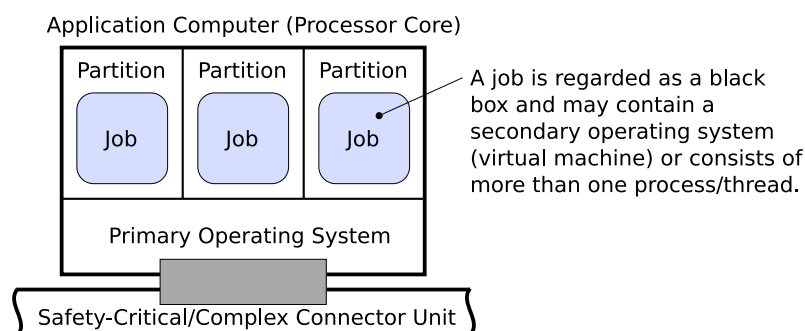 Application Computer (Processor Core)
Partition Partition Partition
Job Job Job
A job is regarded as a black
box and may contain a
secondary operating system
(virtual machine) or consists of
more than one process/thread.
Primary Operating System
Safety-Critical/Complex Connector Unit